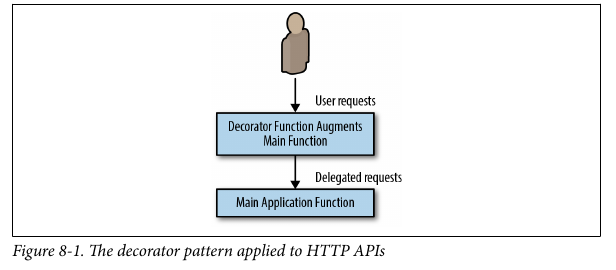 User requests
Decorator Function Augments
Main Function
Delegated requests
Main Application Function
Figure 8-1. The decorator pattern applied to HTTP APIs